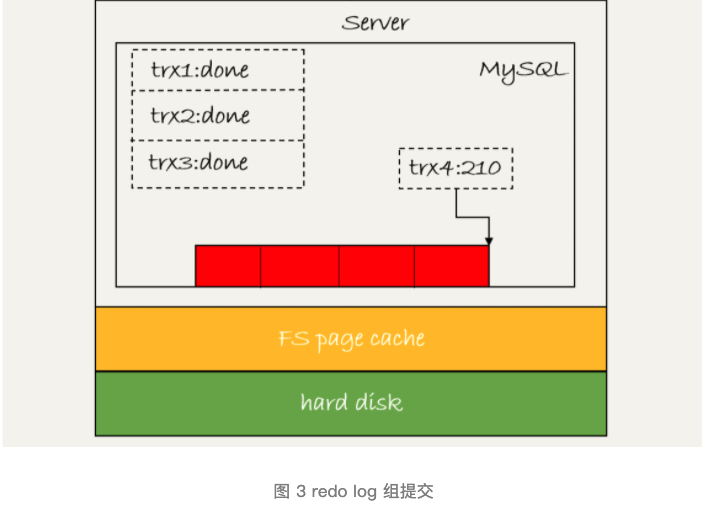 Server
MySQL
trx1:done
trx2:done
trx3:done
trx4:210
FS page cache
hard disk
图 3 redo log 组提交